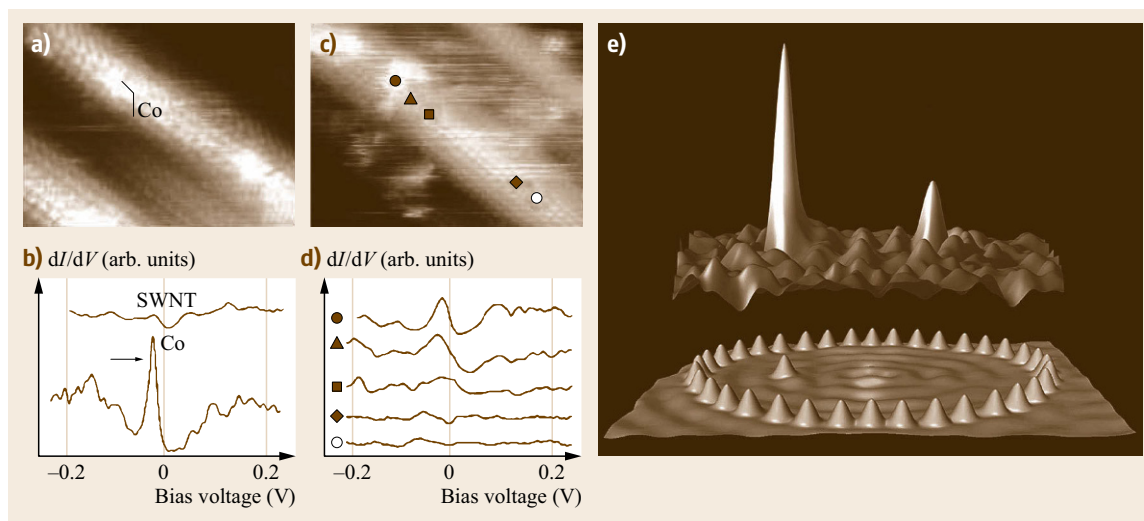 a)
Co
c)
e)
b) dI/dV (arb. units)
SWNT
Co
–0.2
0
0.2
Bias voltage (V)
d) dI/dV (arb. units)
–0.2
0
0.2
Bias voltage (V)